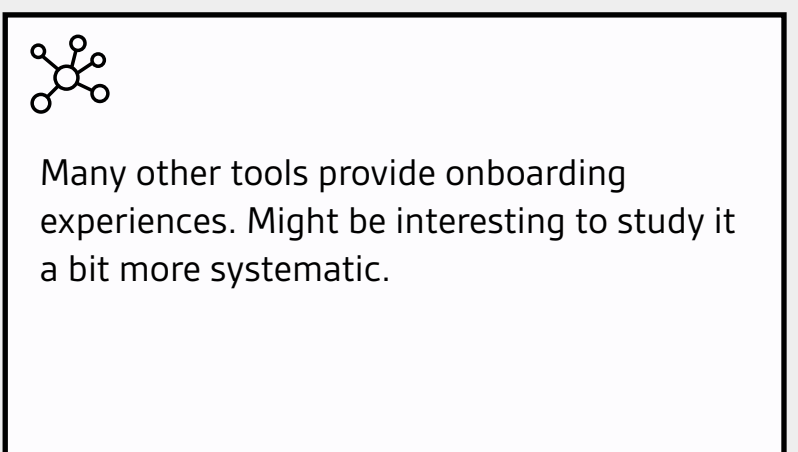 Many other tools provide onboarding
experiences. Might be interesting to study it
a bit more systematic.